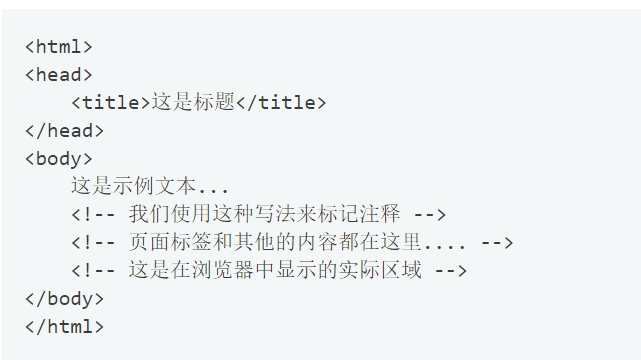 <html>
<head>
    <title>这是标题</title>
</head>
<body>
    这是示例文本...
    <!-- 我们使用这种写法来标记注释 -->
    <!-- 页面标签和其他的内容都在这里.... -->
    <!-- 这是在浏览器中显示的实际区域 -->
</body>
</html>